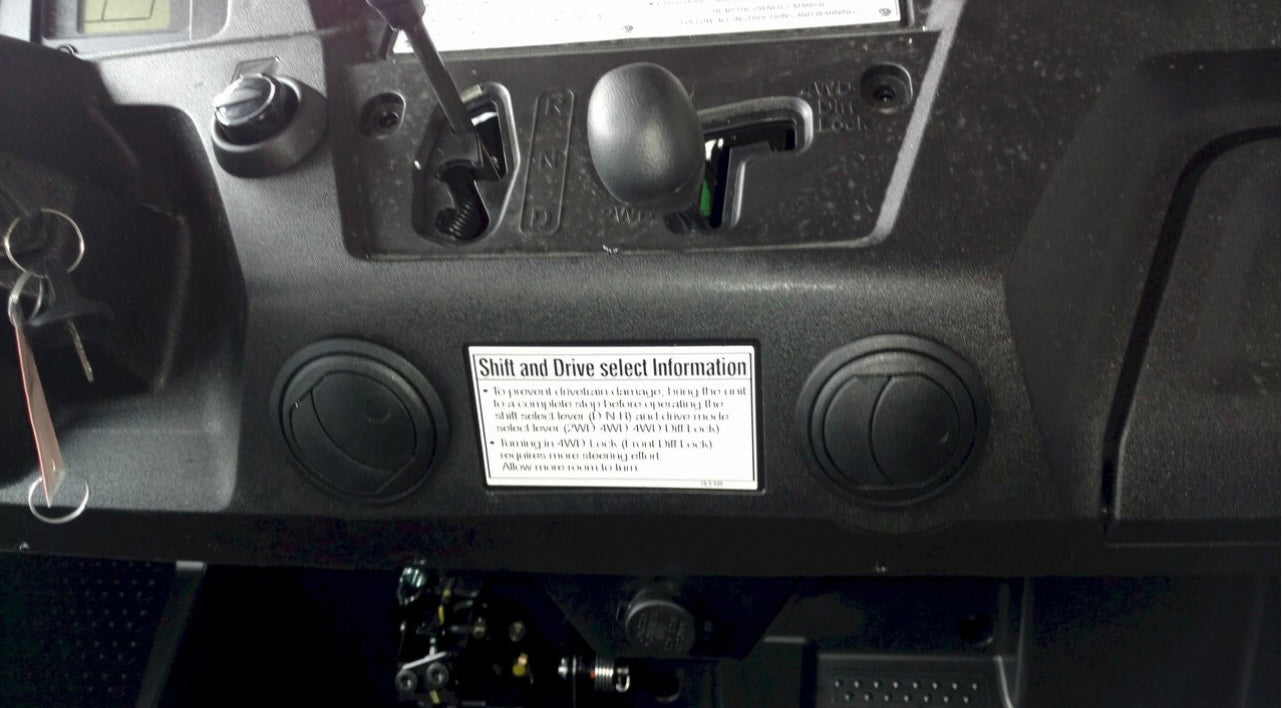 4WD
Diff
Lock
R
N
D
2W
Shift and Drive select Information
• To prevent drivetrain damage, bring the unit
to a complete stop before operating the
shift select lever (D-N-R) and drive mode
select lever (2WD-4WD-4WD Diff Lock)
• Turning in 4WD Lock (Front Diff Lock)
requires more steering effort
Allow more room to turn